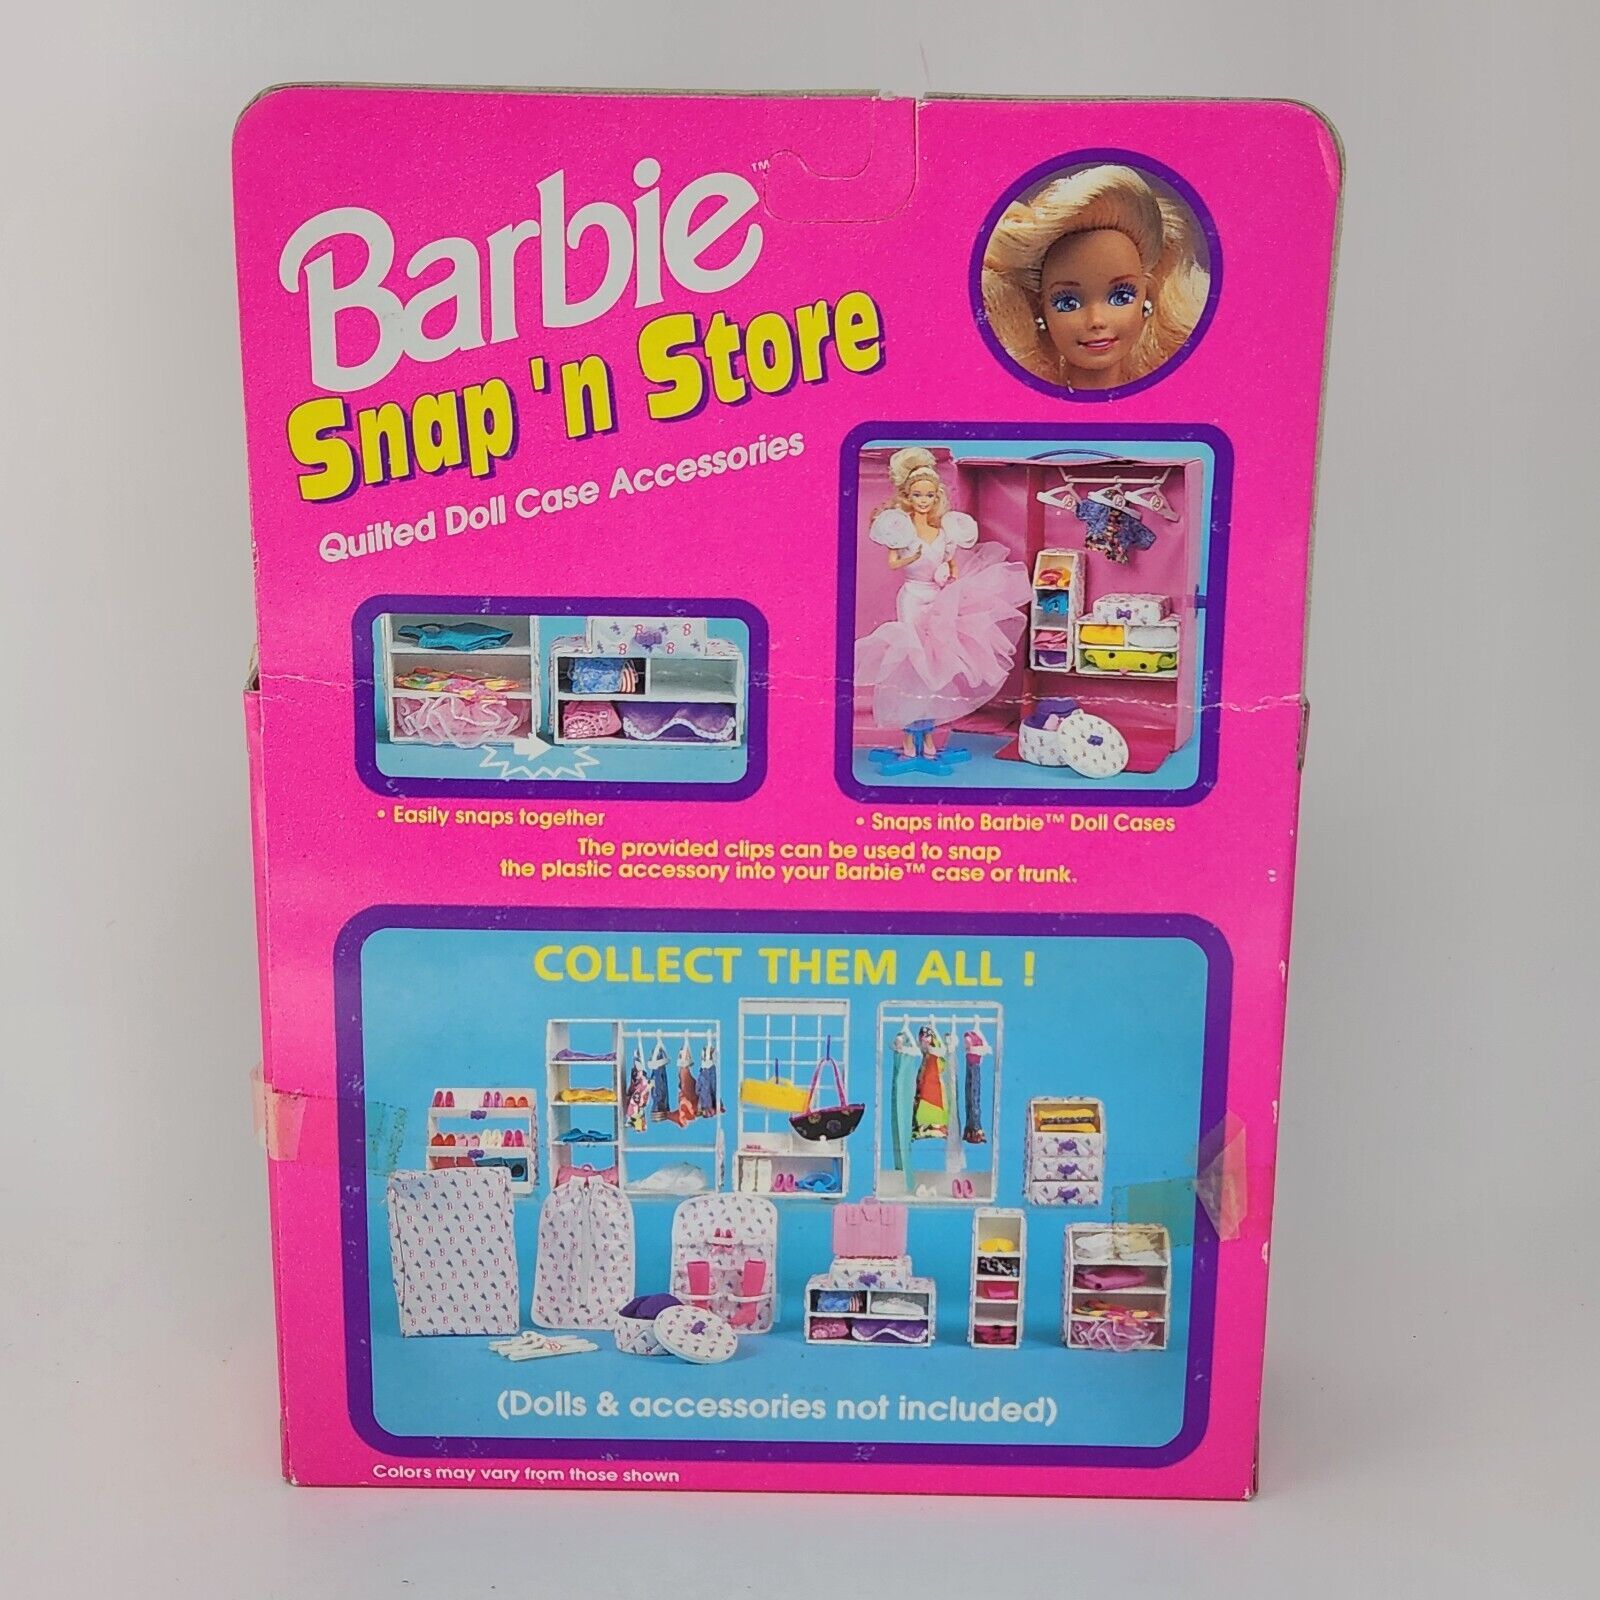 Barbie™
Snap 'n Store
Quilted Doll Case Accessories
• Easily snaps together
• Snaps into Barbie™ Doll Cases
The provided clips can be used to snap
the plastic accessory into your Barbie™ case or trunk.
COLLECT THEM ALL !
(Dolls & accessories not included)
Colors may vary from those shown